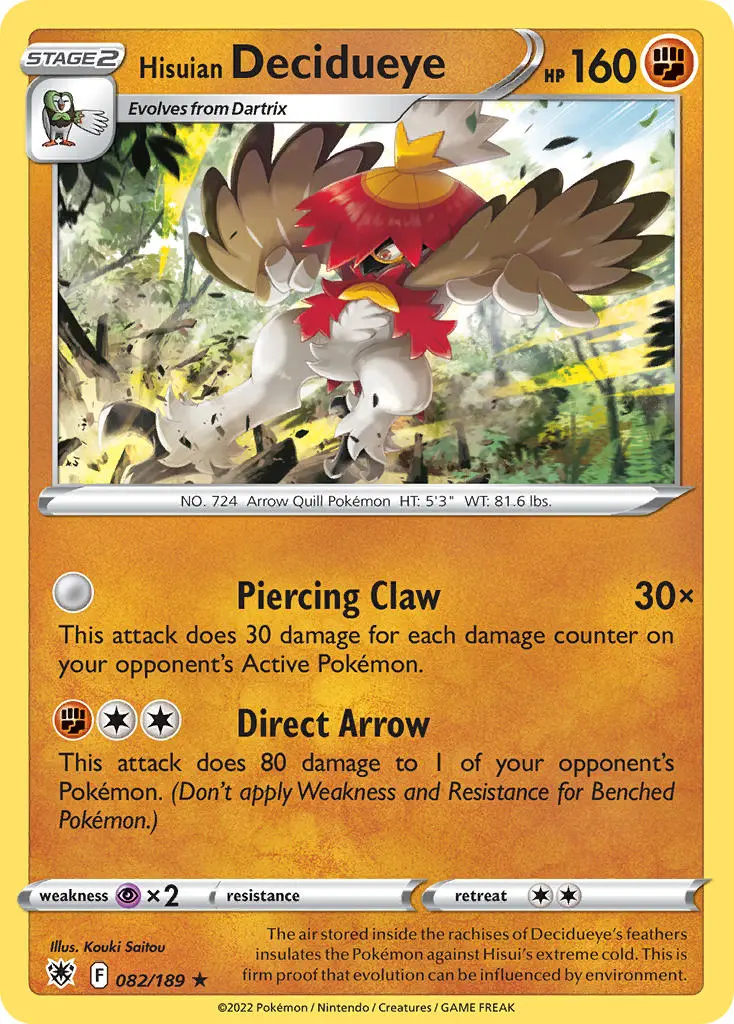 STAGE 2
Hisuian Decidueye HP 160
Evolves from Dartrix
NO. 724 Arrow Quill Pokémon HT: 5'3" WT: 81.6 lbs.
Piercing Claw 30×
This attack does 30 damage for each damage counter on
your opponent's Active Pokémon.
Direct Arrow
This attack does 80 damage to 1 of your opponent's
Pokémon. (Don't apply Weakness and Resistance for Benched
Pokémon.)
weakness ×2 resistance retreat
Illus. Kouki Saitou
The air stored inside the rachises of Decidueye's feathers
insulates the Pokémon against Hisui's extreme cold. This is
firm proof that evolution can be influenced by environment.
F 082/189 ★
©2022 Pokémon / Nintendo / Creatures / GAME FREAK